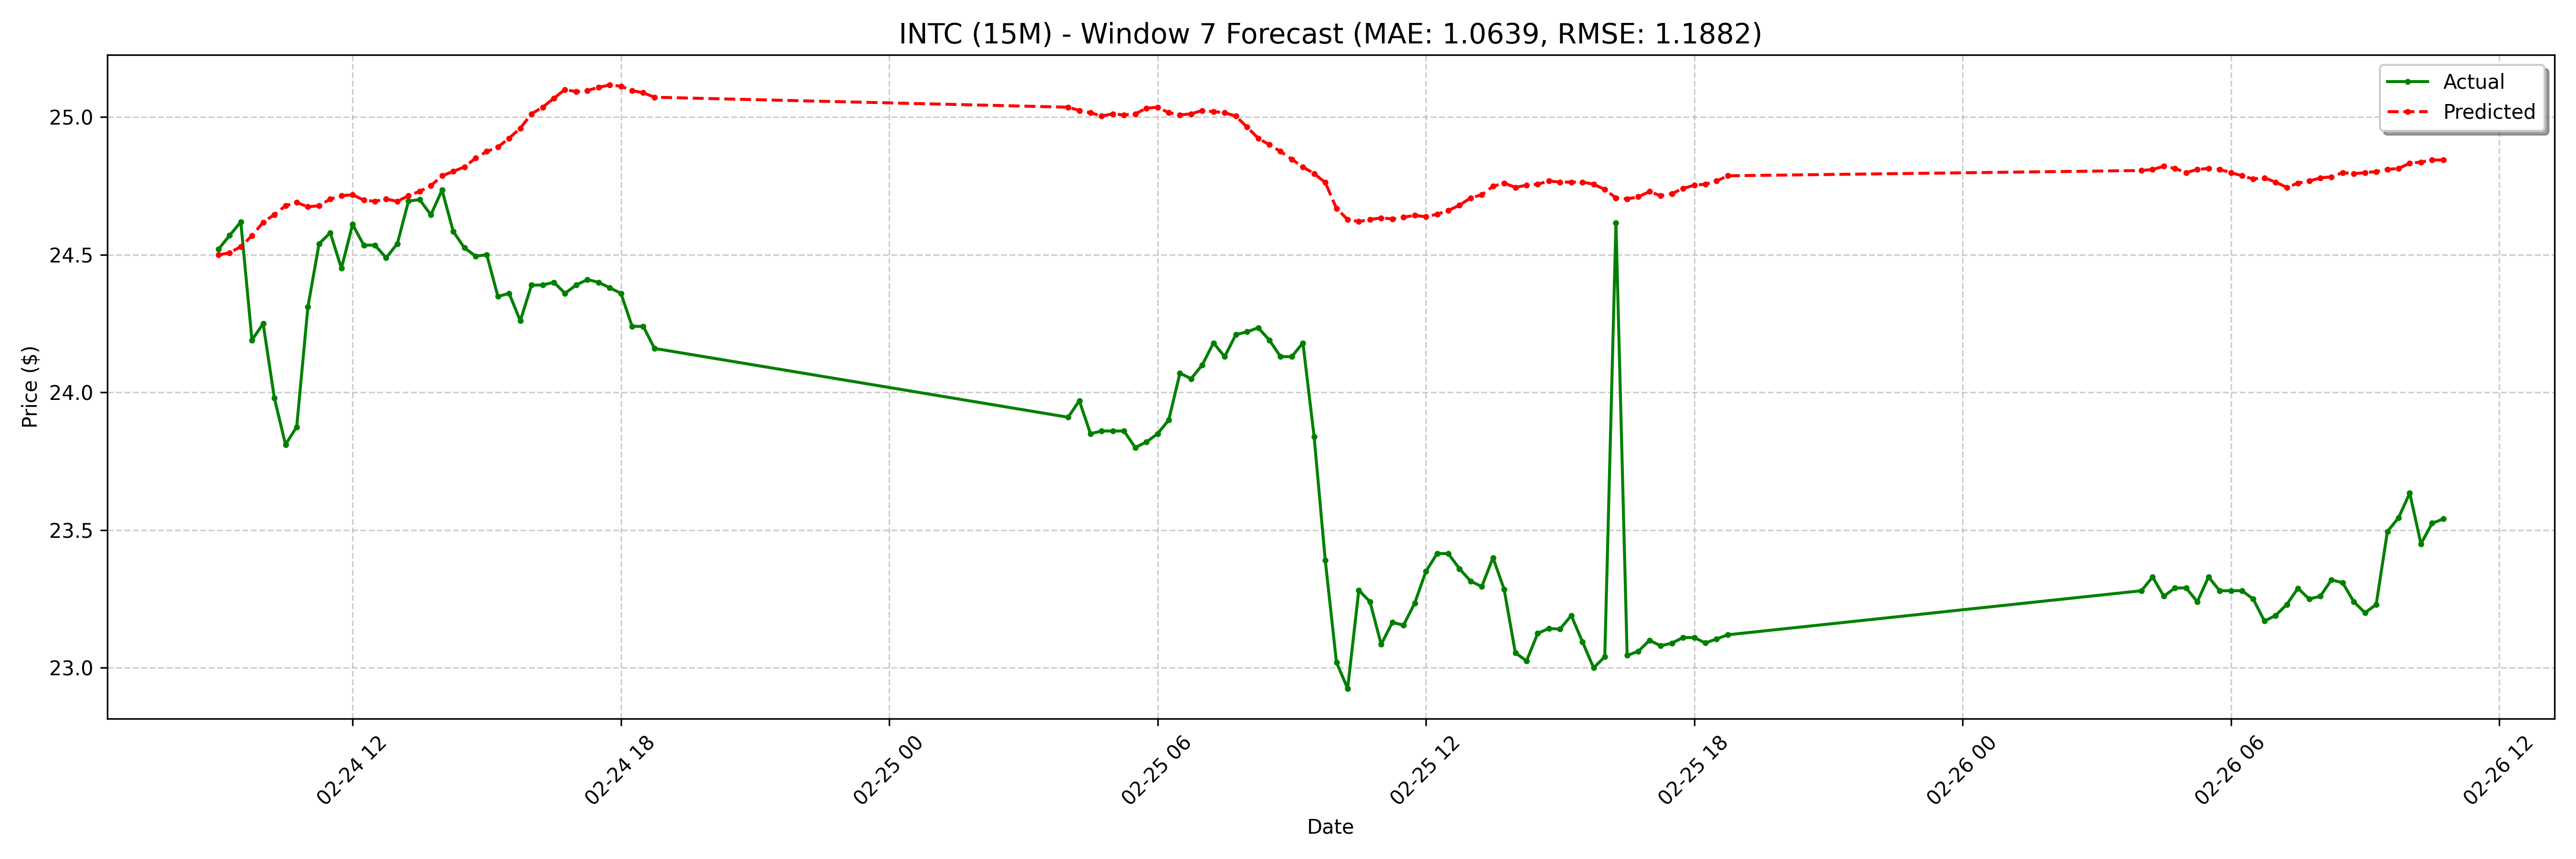 INTC (15M) - Window 7 Forecast (MAE: 1.0639, RMSE: 1.1882)
Actual
Predicted
Price ($)
25.0
24.5
24.0
23.5
23.0
02-24 12
02-24 18
02-25 00
02-25 06
02-25 12
02-25 18
02-26 00
02-26 06
02-26 12
Date